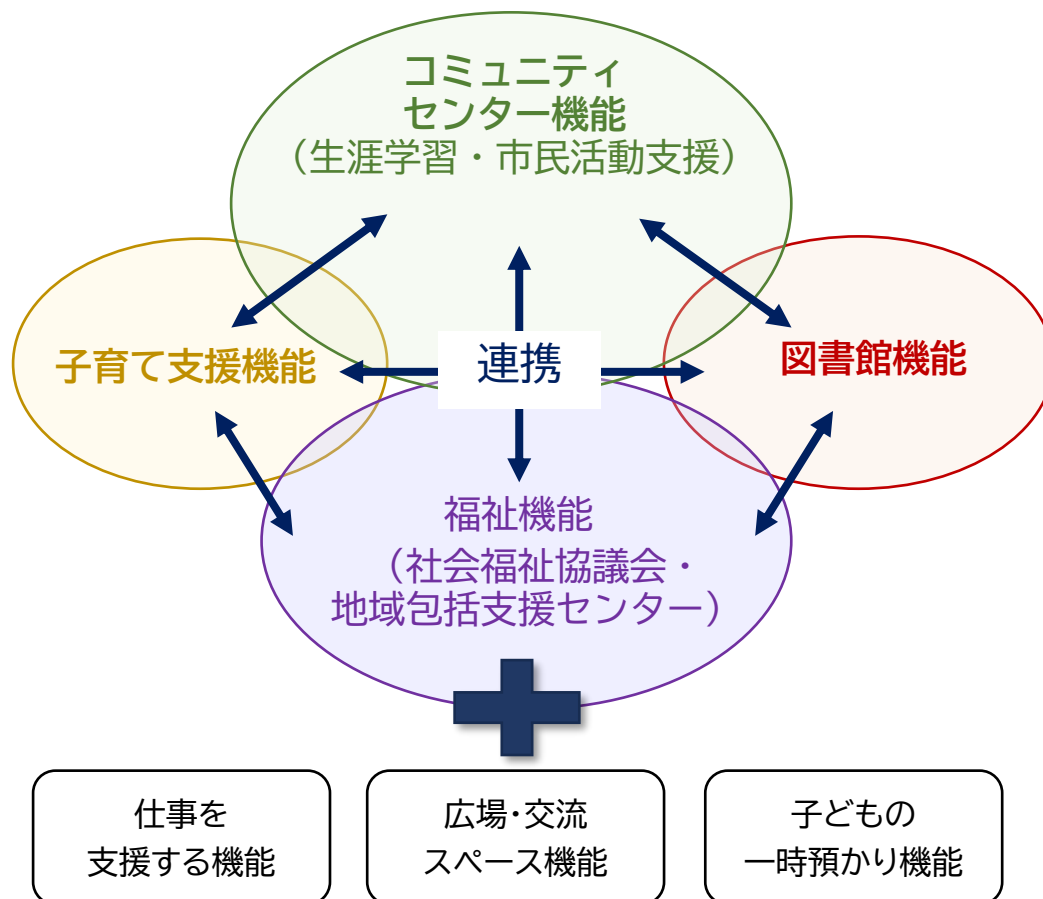 コミュニティ
センター機能
（生涯学習・市民活動支援）
子育て支援機能
連携
図書館機能
福祉機能
（社会福祉協議会・
地域包括支援センター）
仕事を
支援する機能
広場・交流
スペース機能
子どもの
一時預かり機能